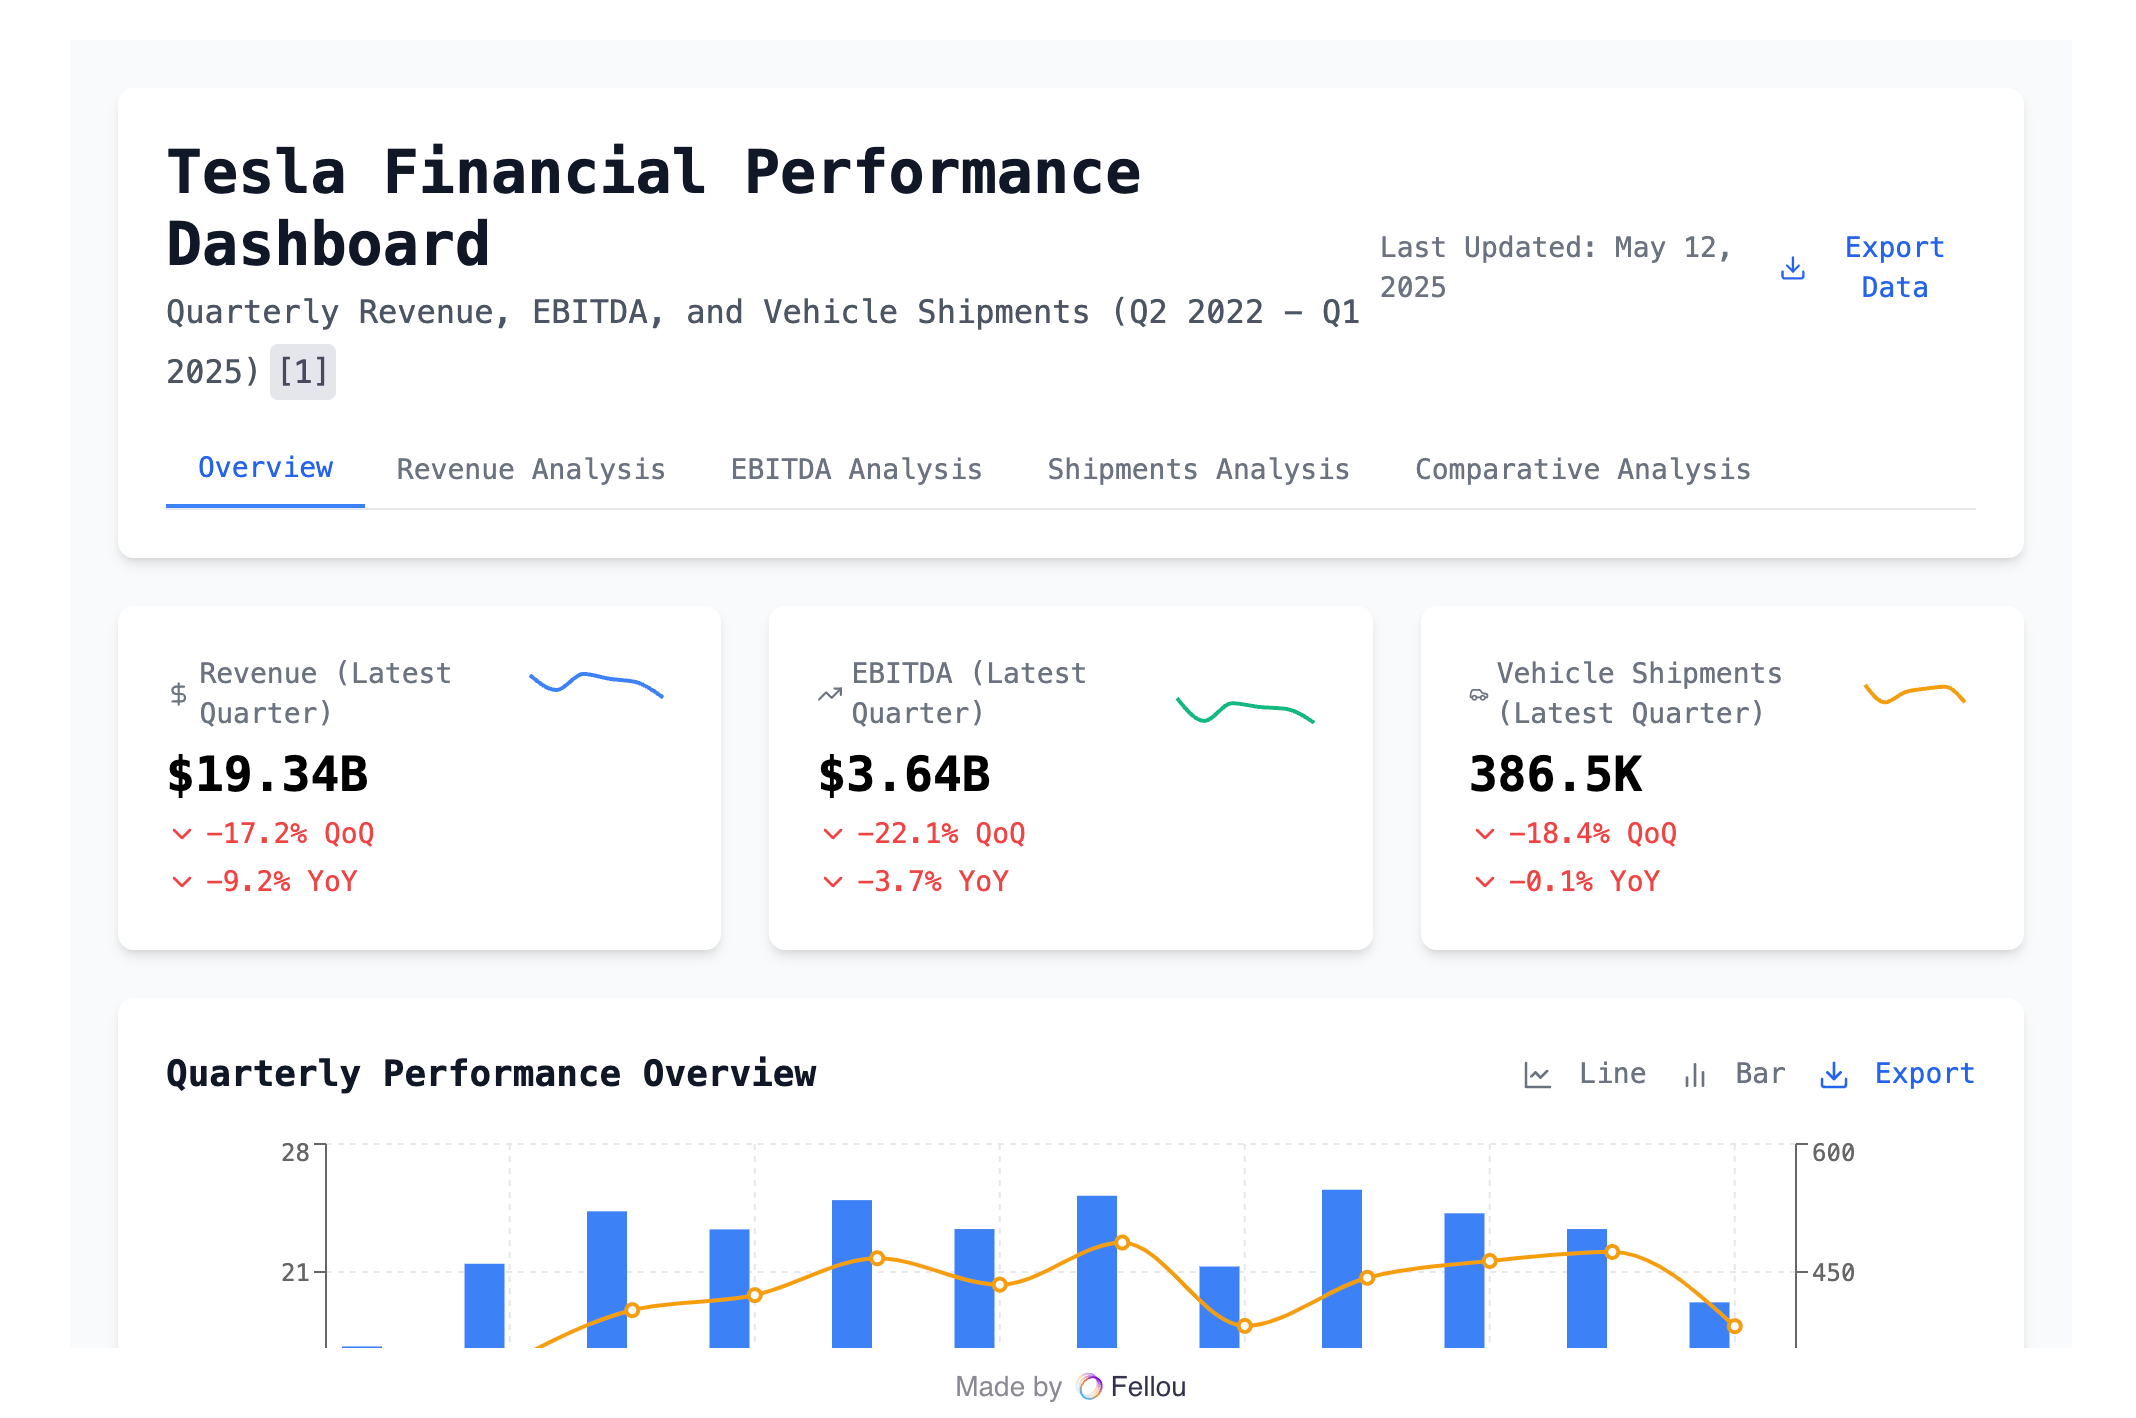 Tesla Financial Performance
Dashboard
Quarterly Revenue, EBITDA, and Vehicle Shipments (Q2 2022 – Q1
2025) [1]
Last Updated: May 12,
2025
Export
Data
Overview
Revenue Analysis
EBITDA Analysis
Shipments Analysis
Comparative Analysis
Revenue (Latest
Quarter)
$19.34B
-17.2% QoQ
-9.2% YoY
EBITDA (Latest
Quarter)
$3.64B
-22.1% QoQ
-3.7% YoY
Vehicle Shipments
(Latest Quarter)
386.5K
-18.4% QoQ
-0.1% YoY
Quarterly Performance Overview
Line
Bar
Export
28
600
21
450
Made by Fellou